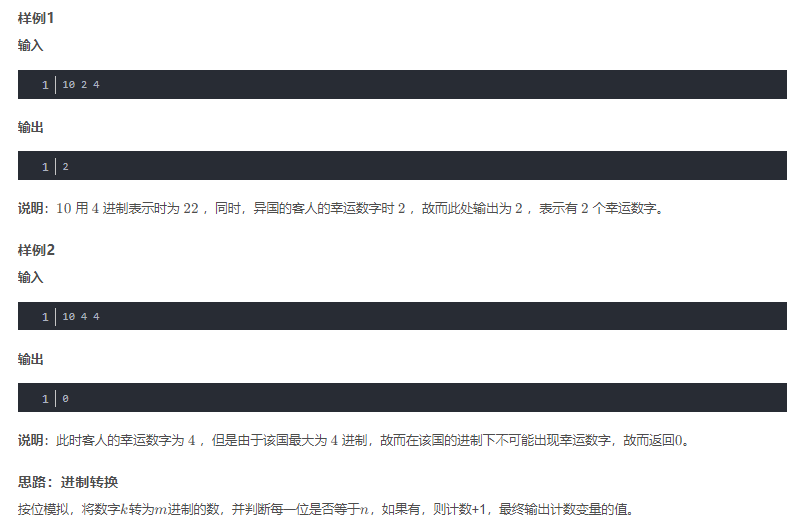 样例1
输入
1 10 2 4
输出
1 2
说明：10 用 4 进制表示时为 22 ，同时，异国的客人的幸运数字时 2 ，故而此处输出为 2 ，表示有 2 个幸运数字。
样例2
输入
1 10 4 4
输出
1 0
说明：此时客人的幸运数字为 4 ，但是由于该国最大为 4 进制，故而在该国的进制下不可能出现幸运数字，故而返回0。
思路：进制转换
按位模拟，将数字k转为m进制的数，并判断每一位是否等于n，如果有，则计数+1，最终输出计数变量的值。